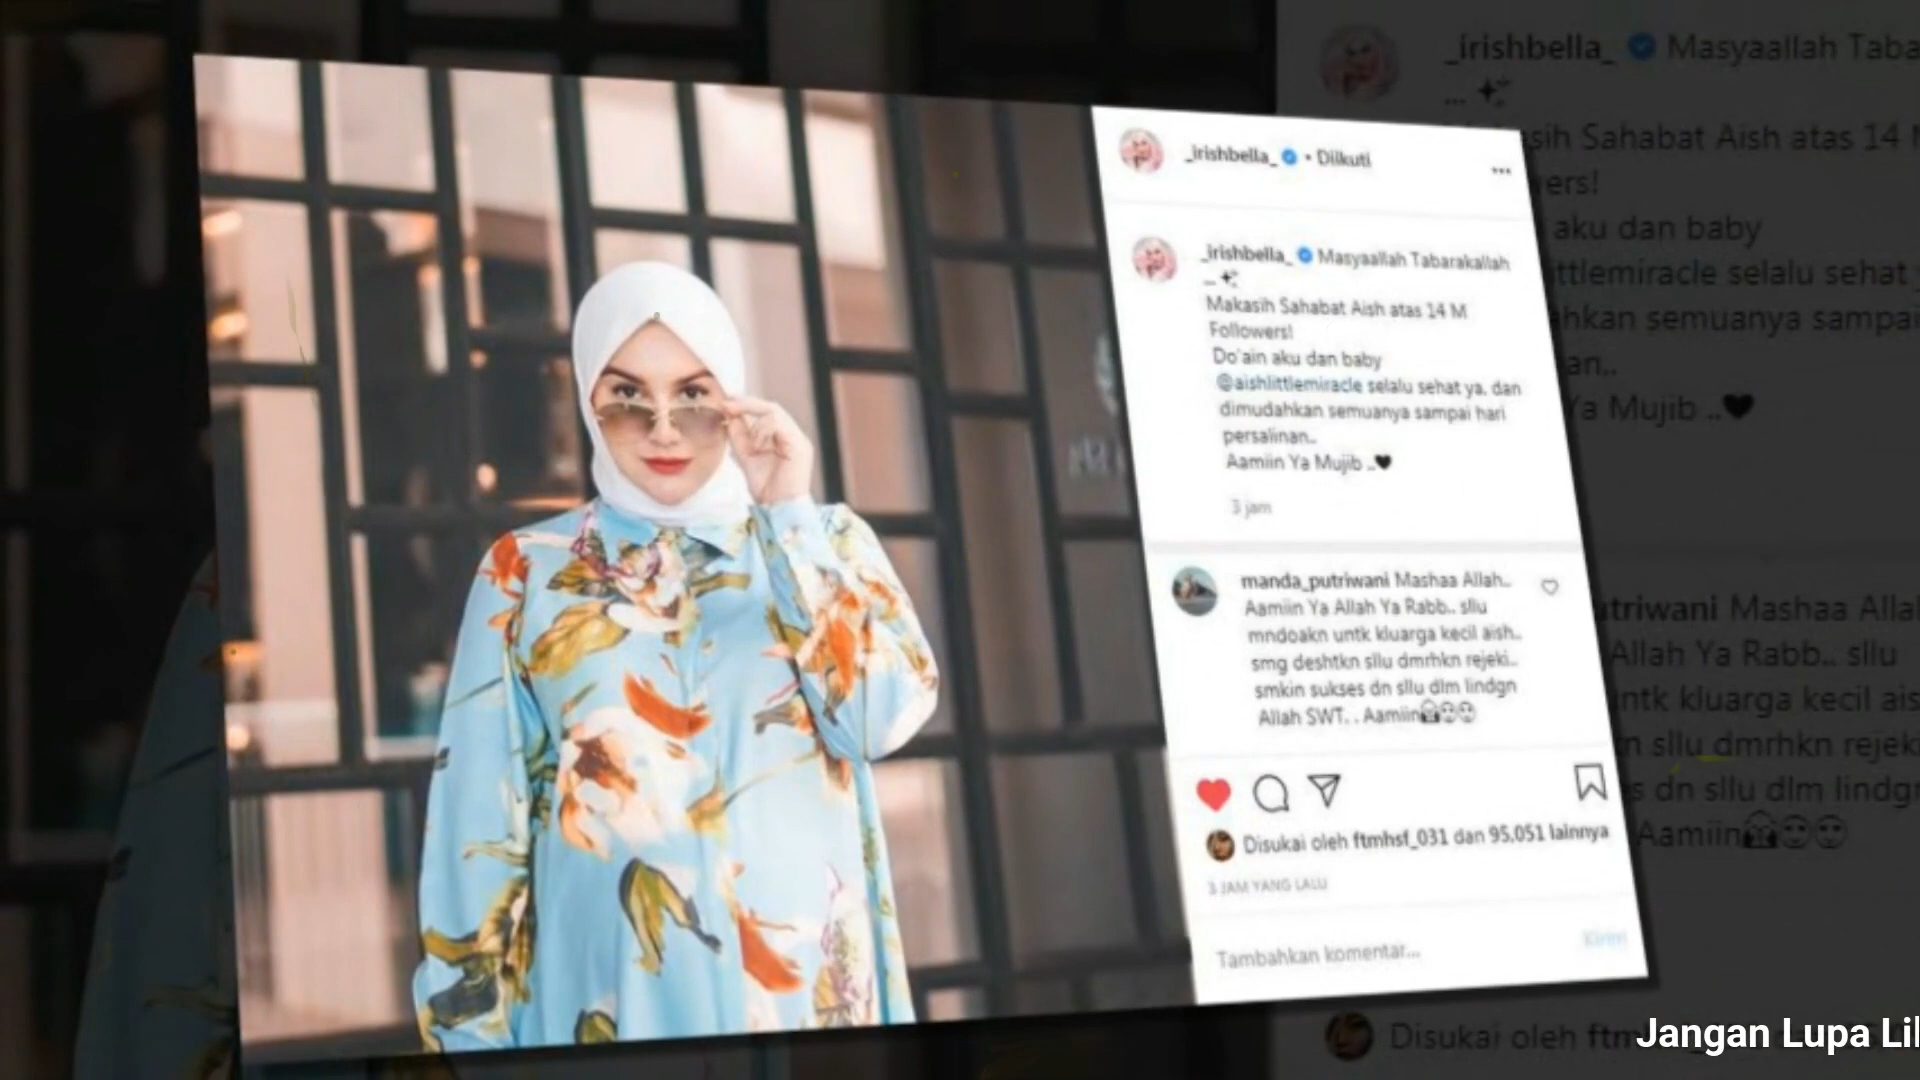 _irishbella_ • Diikuti
...
_irishbella_ Masyaallah Tabarakallah
...
Makasih Sahabat Aish atas 14 M
Followers!
Do'ain aku dan baby
@aishlittlemiracle selalu sehat ya, dan
dimudahkan semuanya sampai hari
persalinan..
Aamiin Ya Mujib ..🖤
3 jam
manda_putriwani Mashaa Allah..
Aamiin Ya Allah Ya Rabb.. sllu
mndoakn untk kluarga kecil aish..
smg deshtkn sllu dmrhkn rejeki..
smkin sukses dn sllu dlm lindgn
Allah SWT. . Aamiin
Disukai oleh ftmhsf_031 dan 95,051 lainnya
3 JAM YANG LALU
Tambahkan komentar...
Kirim
_irishbella_ Masyaallah Taba
...
sih Sahabat Aish atas 14 M
ers!
aku dan baby
ttlemiracle selalu sehat y
ahkan semuanya sampai
an..
Ya Mujib ..🖤
utriwani Mashaa Alla
Allah Ya Rabb.. sllu
untk kluarga kecil ais
n sllu dmrhkn rejek
s dn sllu dlm lindg
Aamiin
Disukai oleh ftm
Jangan Lupa Lil